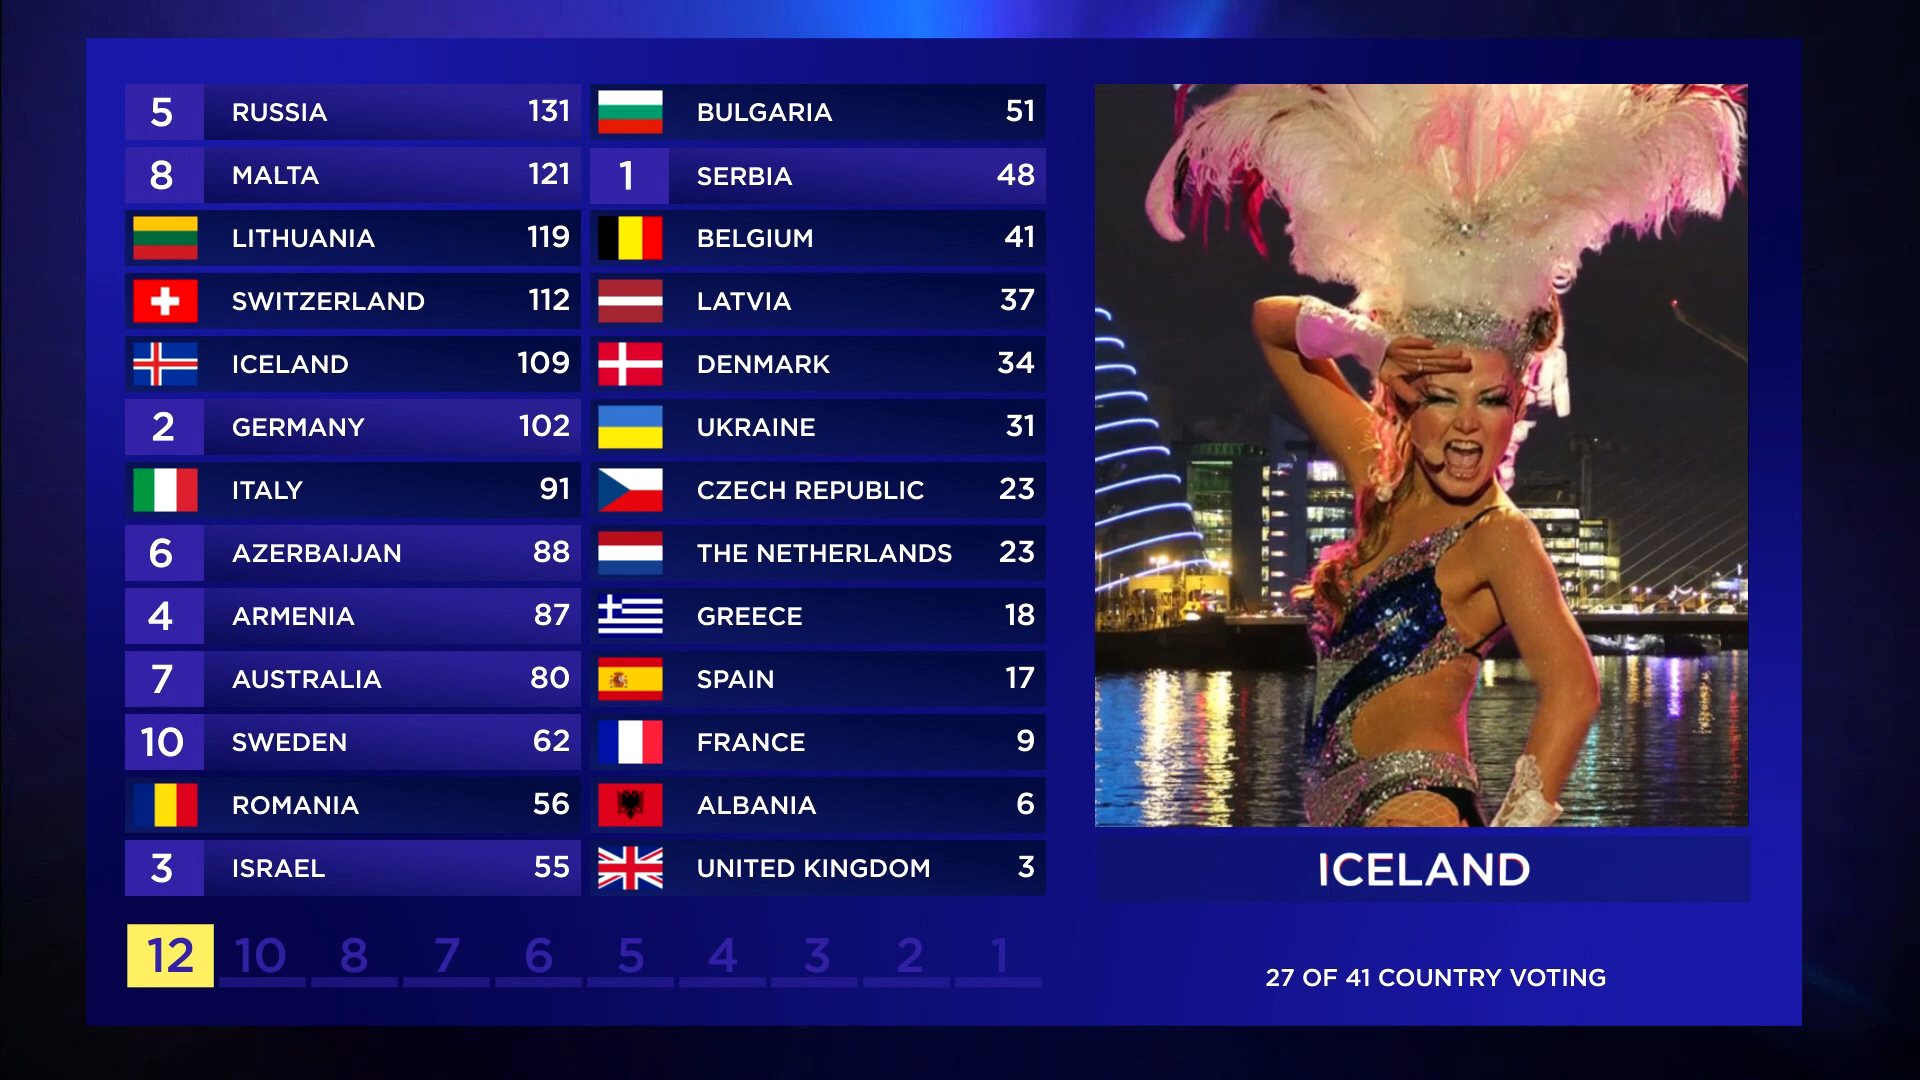 5 RUSSIA 131
8 MALTA 121
LITHUANIA 119
SWITZERLAND 112
ICELAND 109
2 GERMANY 102
ITALY 91
6 AZERBAIJAN 88
4 ARMENIA 87
7 AUSTRALIA 80
10 SWEDEN 62
ROMANIA 56
3 ISRAEL 55
BULGARIA 51
1 SERBIA 48
BELGIUM 41
LATVIA 37
DENMARK 34
UKRAINE 31
CZECH REPUBLIC 23
THE NETHERLANDS 23
GREECE 18
SPAIN 17
FRANCE 9
ALBANIA 6
UNITED KINGDOM 3
12 10 8 7 6 5 4 3 2 1
ICELAND
27 OF 41 COUNTRY VOTING